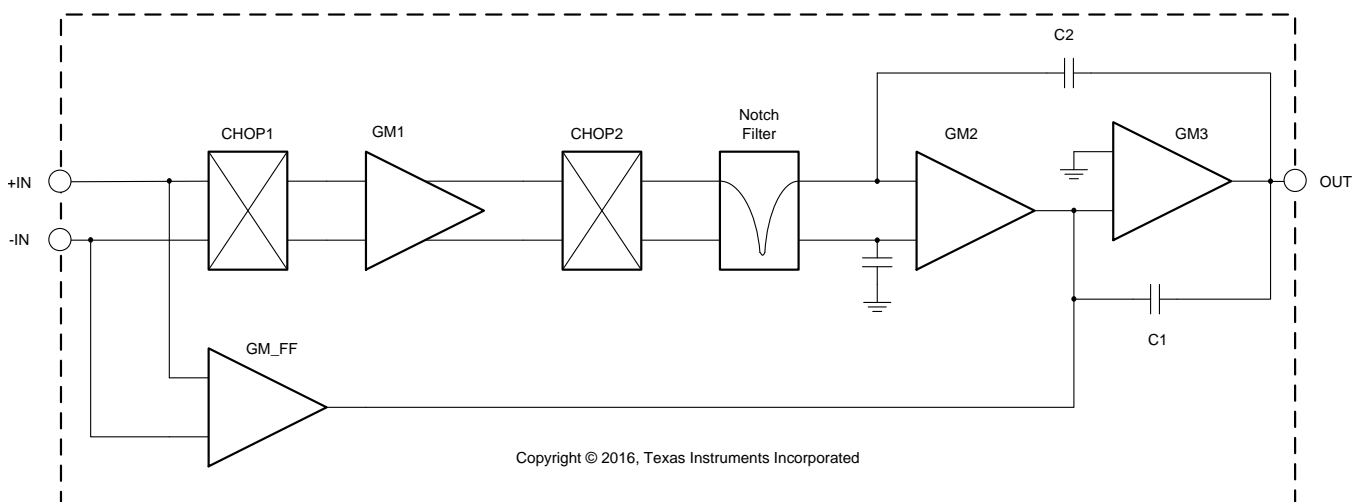 C2
Notch
Filter
CHOP1
GM1
CHOP2
GM2
GM3
+IN
OUT
-IN
C1
GM_FF
Copyright © 2016, Texas Instruments Incorporated